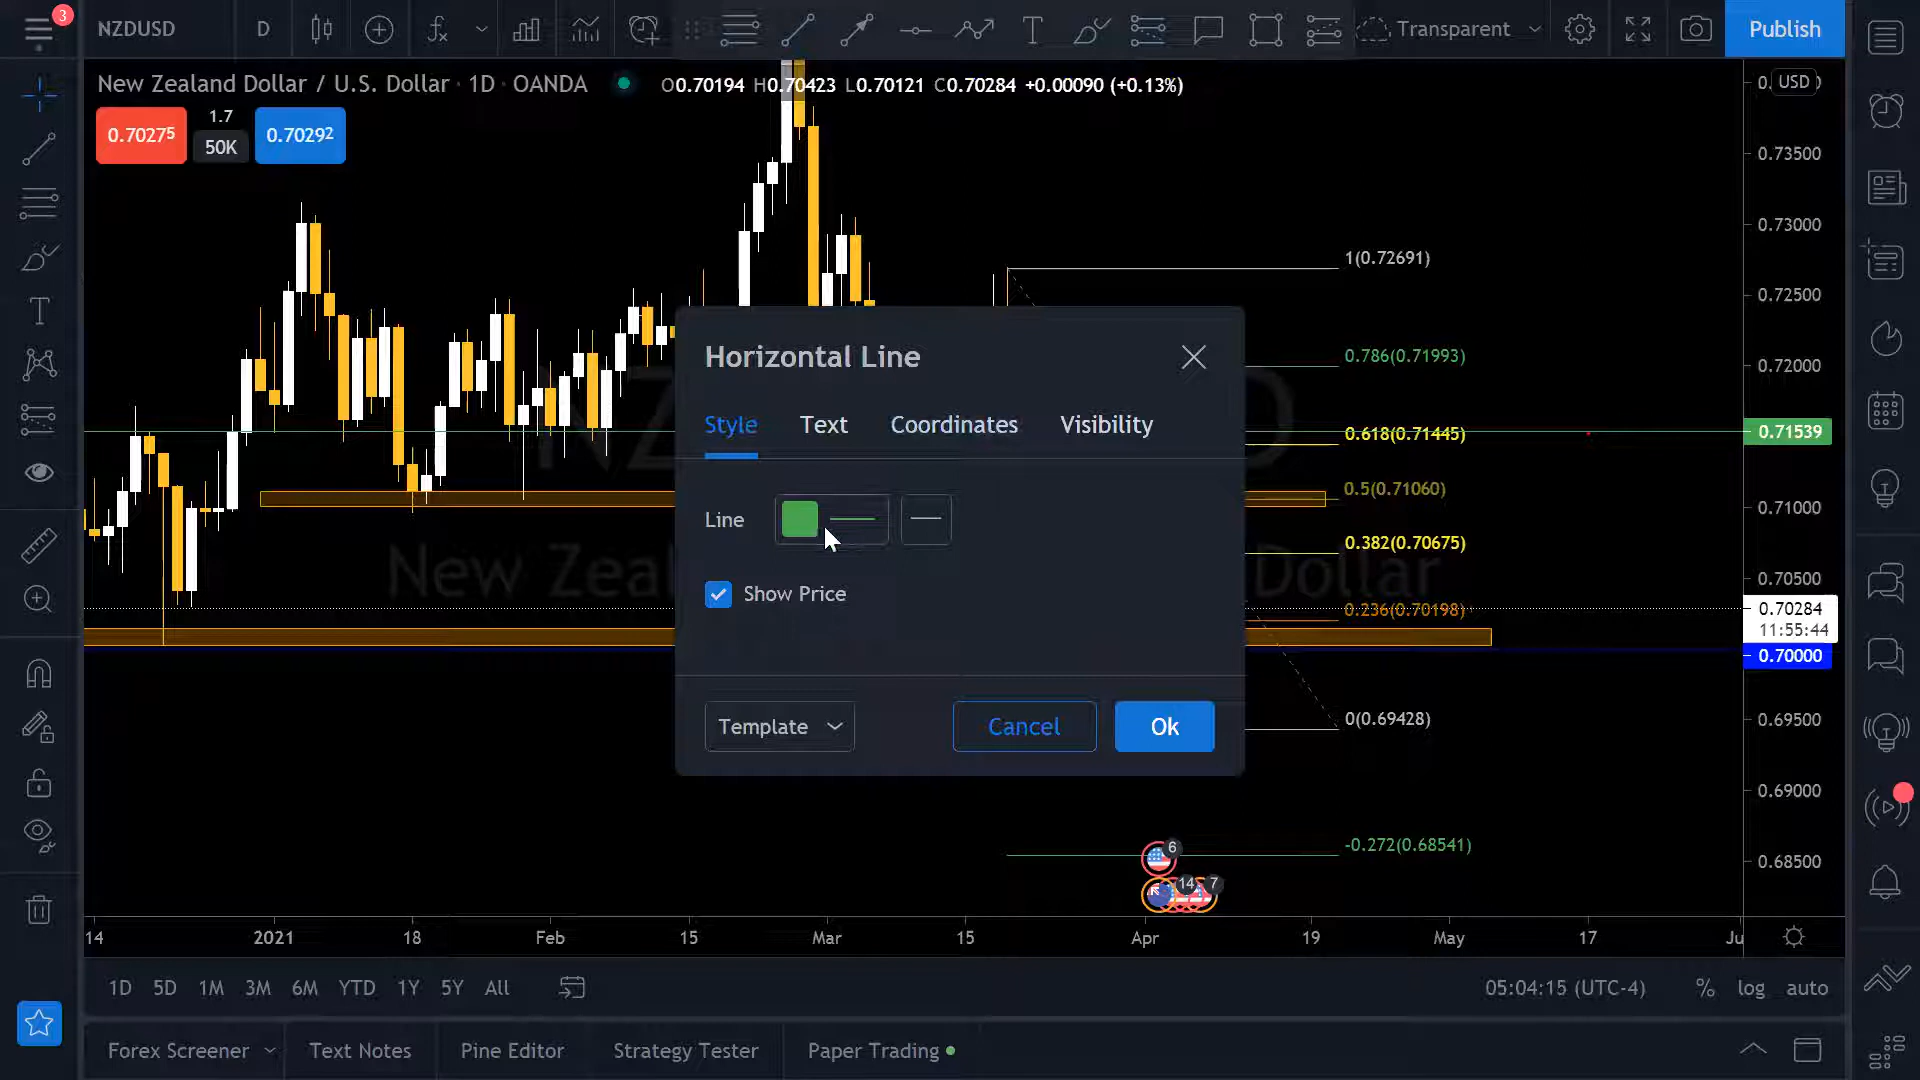 3
NZDUSD
D
Transparent
Publish
New Zealand Dollar / U.S. Dollar · 1D · OANDA
O0.70194 H0.70423 L0.70121 C0.70284 +0.00090 (+0.13%)
USD
0.70275
1.7
50K
0.70292
0.73500
0.73000
0.72500
0.72000
0.71539
0.71000
0.70500
0.70284
11:55:44
0.70000
0.69500
0.69000
0.68500
1(0.72691)
0.786(0.71993)
0.618(0.71445)
0.5(0.71060)
0.382(0.70675)
0.236(0.70198)
0(0.69428)
-0.272(0.68541)
New Zeal
Dollar
Horizontal Line
Style Text Coordinates Visibility
Line
Show Price
Template
Cancel
Ok
6
14
7
14 2021 18 Feb 15 Mar 15 Apr 19 May 17
1D 5D 1M 3M 6M YTD 1Y 5Y All
05:04:15 (UTC-4) % log auto
Forex Screener Text Notes Pine Editor Strategy Tester Paper Trading